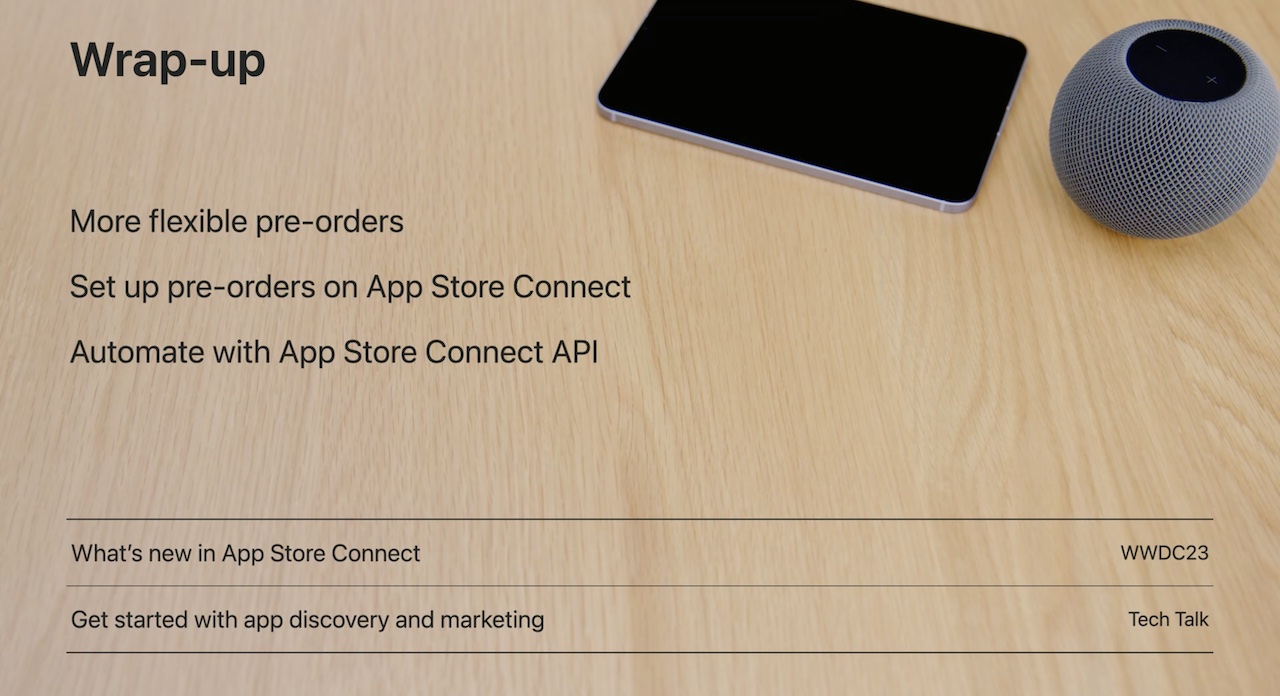 Wrap-up
More flexible pre-orders
Set up pre-orders on App Store Connect
Automate with App Store Connect API
What’s new in App Store Connect
WWDC23
Get started with app discovery and marketing
Tech Talk